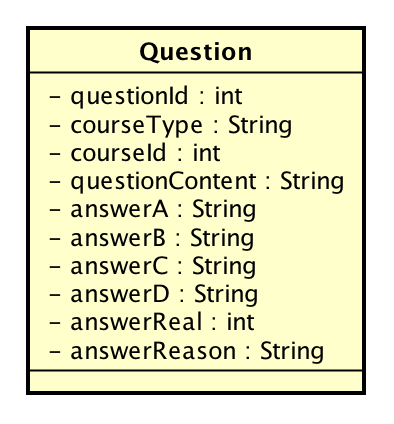 Question
- questionId : int
- courseType : String
- courseId : int
- questionContent : String
- answerA : String
- answerB : String
- answerC : String
- answerD : String
- answerReal : int
- answerReason : String